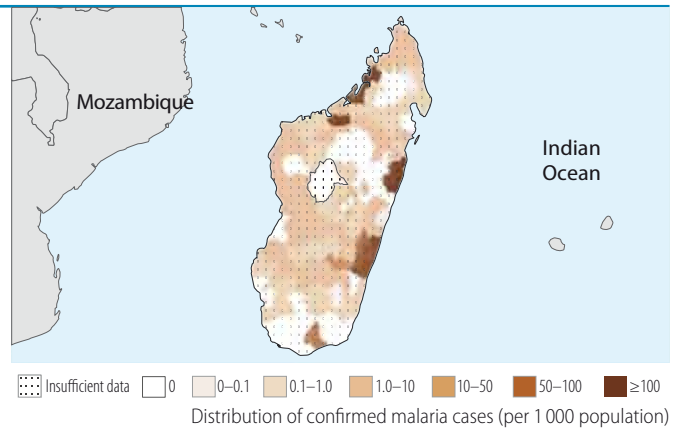 Mozambique
Indian
Ocean
Insufficient data 0 0–0.1 0.1–1.0 1.0–10 10–50 50–100 ≥100
Distribution of confirmed malaria cases (per 1 000 population)